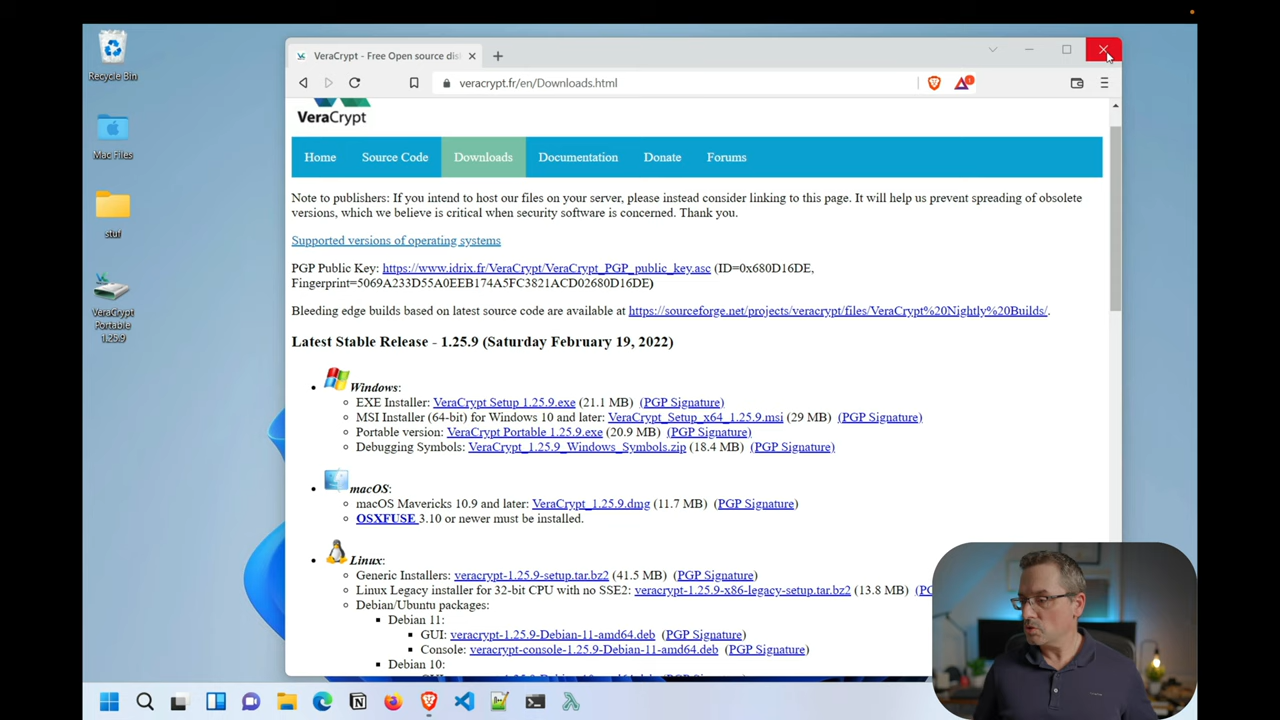 Recycle Bin
Mac Files
stuf
VeraCrypt
Portable
1.25.9
VeraCrypt - Free Open source dis
veracrypt.fr/en/Downloads.html
VeraCrypt
Home Source Code Downloads Documentation Donate Forums
Note to publishers: If you intend to host our files on your server, please instead consider linking to this page. It will help us prevent spreading of obsolete
versions, which we believe is critical when security software is concerned. Thank you.
Supported versions of operating systems
PGP Public Key: https://www.idrix.fr/VeraCrypt/VeraCrypt_PGP_public_key.asc (ID=0x680D16DE,
Fingerprint=5069A233D55A0EEB174A5FC3821ACD02680D16DE)
Bleeding edge builds based on latest source code are available at https://sourceforge.net/projects/veracrypt/files/VeraCrypt%20Nightly%20Builds/.
Latest Stable Release - 1.25.9 (Saturday February 19, 2022)
• Windows:
EXE Installer: VeraCrypt Setup 1.25.9.exe (21.1 MB) (PGP Signature)
MSI Installer (64-bit) for Windows 10 and later: VeraCrypt_Setup_x64_1.25.9.msi (29 MB) (PGP Signature)
Portable version: VeraCrypt Portable 1.25.9.exe (20.9 MB) (PGP Signature)
Debugging Symbols: VeraCrypt_1.25.9_Windows_Symbols.zip (18.4 MB) (PGP Signature)
• macOS:
macOS Mavericks 10.9 and later: VeraCrypt_1.25.9.dmg (11.7 MB) (PGP Signature)
OSXFUSE 3.10 or newer must be installed.
• Linux:
Generic Installers: veracrypt-1.25.9-setup.tar.bz2 (41.5 MB) (PGP Signature)
Linux Legacy installer for 32-bit CPU with no SSE2: veracrypt-1.25.9-x86-legacy-setup.tar.bz2 (13.8 MB) (PG
Debian/Ubuntu packages:
Debian 11:
GUI: veracrypt-1.25.9-Debian-11-amd64.deb (PGP Signature)
Console: veracrypt-console-1.25.9-Debian-11-amd64.deb (PGP Signature)
Debian 10: